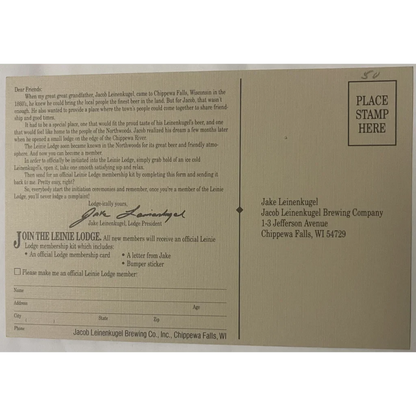 Dear Friends:
When my great great grandfather, Jacob Leinenkugel, came to Chippewa Falls, Wisconsin in the
1860's, he knew he could bring the local people the finest beer in the land. But for Jacob, that wasn't
enough. He also wanted to provide a place where the town's people could come together to share friend-
ship and good times.
It had to be a special place, one that would fit the proud taste of his Leinenkugel's beer, and one
that would feel like home to the people of the Northwoods. Jacob realized his dream a few months later
when he opened a small lodge on the edge of the Chippewa River.
The Leinie Lodge soon became known in the Northwoods for its great beer and friendly atmo-
sphere. And now you can become a member.
In order to officially be initiated into the Leinie Lodge, simply grab hold of an ice cold
Leinenkugel's, open it, take one smooth satisfying sip and relax.
Then send for an official Leinie Lodge membership kit by completing this form and sending it
back to me. Pretty easy, right?
So, everybody start the initiation ceremonies and remember, once you're a member of the Leinie
Lodge, you'll never lodge a complaint!
Lodge-ically yours,
Jake Leinenkugel
Jake Leinenkugel, Lodge President
JOIN THE LEINIE LODGE. All new members will receive an official Leinie
Lodge membership kit which includes:
• An official Lodge membership card • A letter from Jake
• Bumper sticker
Please make me an official Leinie Lodge member:
Name
Address Age
City State Zip
Phone
Jacob Leinenkugel Brewing Co., Inc., Chippewa Falls, WI
PLACE
STAMP
HERE
Jake Leinenkugel
Jacob Leinenkugel Brewing Company
1-3 Jefferson Avenue
Chippewa Falls, WI 54729